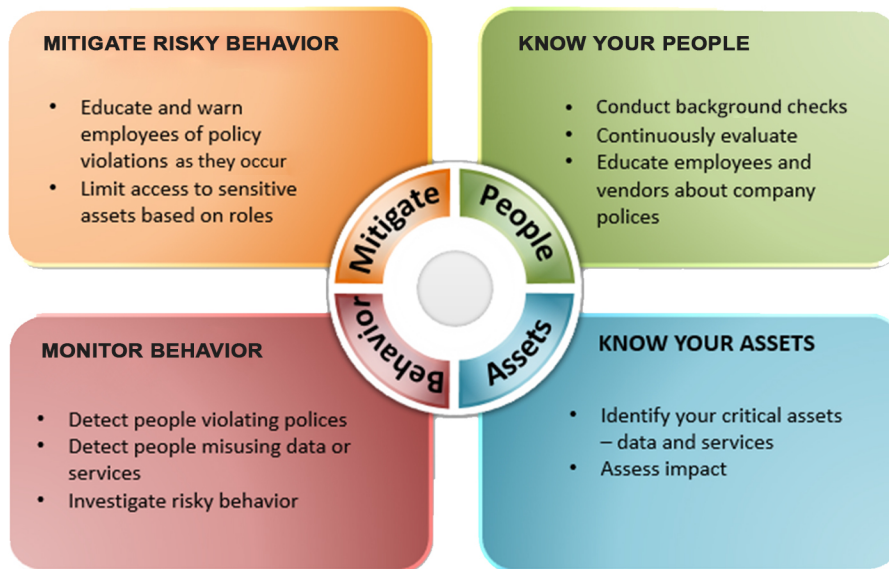 MITIGATE RISKY BEHAVIOR
• Educate and warn
employees of policy
violations as they occur
• Limit access to sensitive
assets based on roles
KNOW YOUR PEOPLE
• Conduct background checks
• Continuously evaluate
• Educate employees and
vendors about company
polices
Mitigate
People
Behavior
Assets
MONITOR BEHAVIOR
• Detect people violating polices
• Detect people misusing data or
services
• Investigate risky behavior
KNOW YOUR ASSETS
• Identify your critical assets
– data and services
• Assess impact